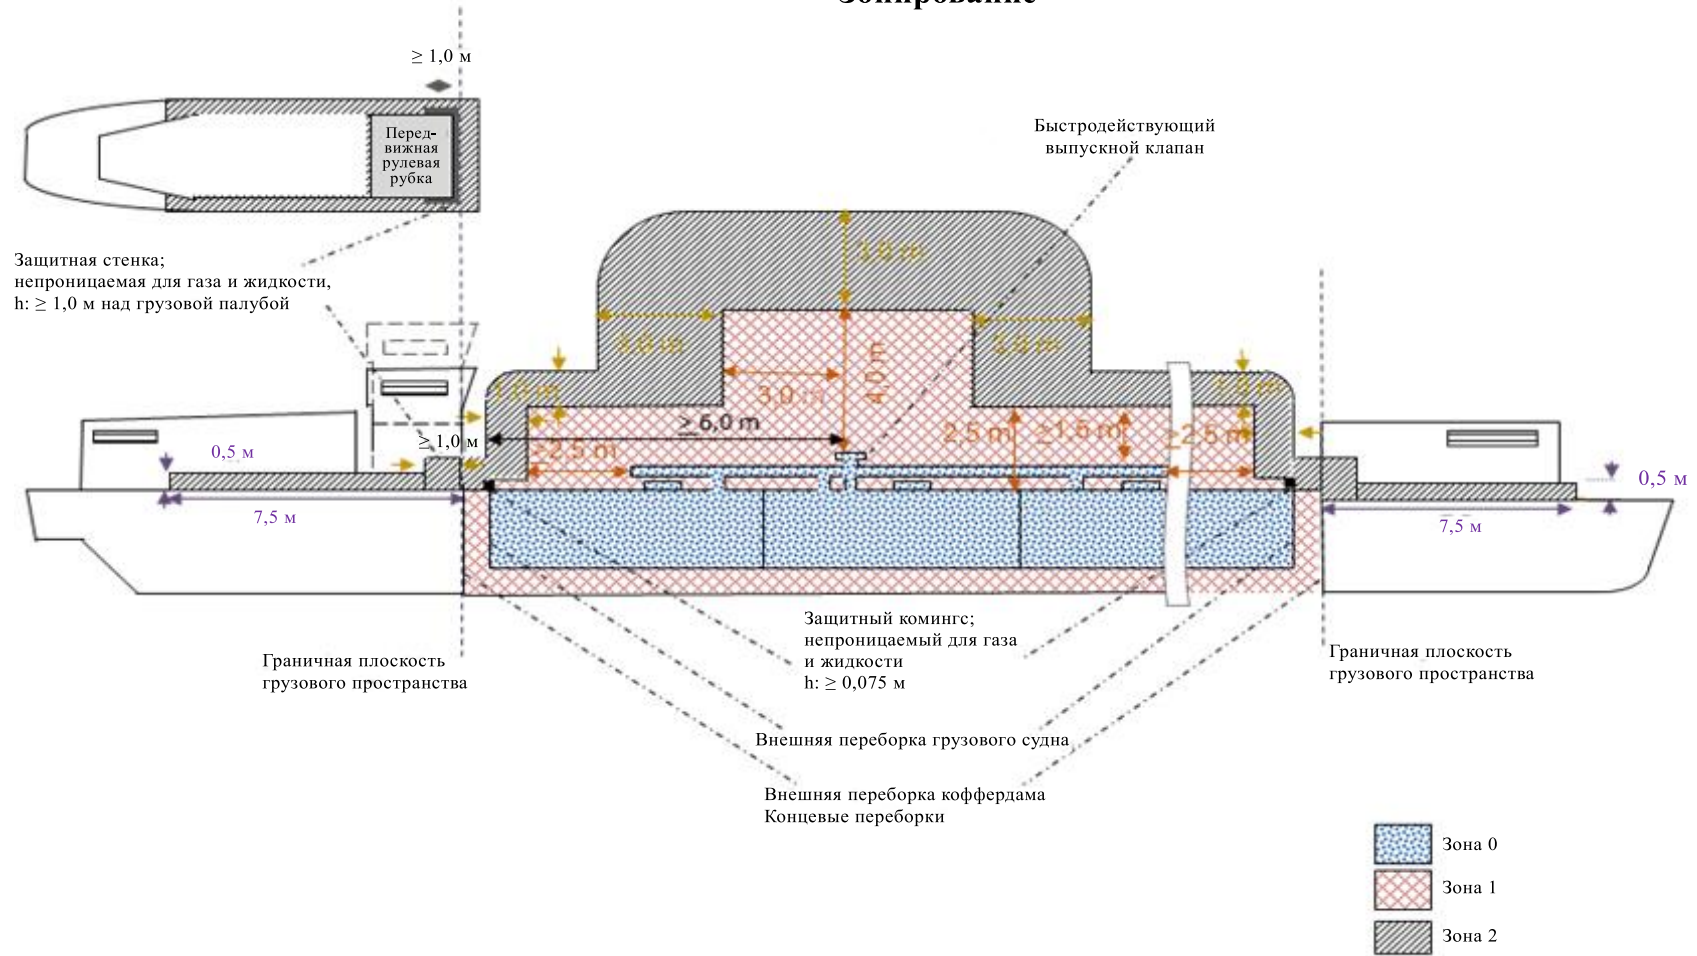 Зонирование
≥ 1,0 м
Перед-
вижная
рулевая
рубка
Быстродействующий
выпускной клапан
Защитная стенка;
непроницаемая для газа и жидкости,
h: ≥ 1,0 м над грузовой палубой
3,0 m
3,0 m
3,0 m
1,0 m
3,0 m
4,0 m
1,0 m
≥6,0 m
2,5 m
≥1,5 m
≥2,5 m
≥ 1,0 м
≥2,5 m
0,5 м
0,5 м
7,5 м
7,5 м
Защитный комингс;
непроницаемый для газа
и жидкости
h: ≥ 0,075 м
Граничная плоскость
грузового пространства
Граничная плоскость
грузового пространства
Внешняя переборка грузового судна
Внешняя переборка коффердама
Концевые переборки
Зона 0
Зона 1
Зона 2